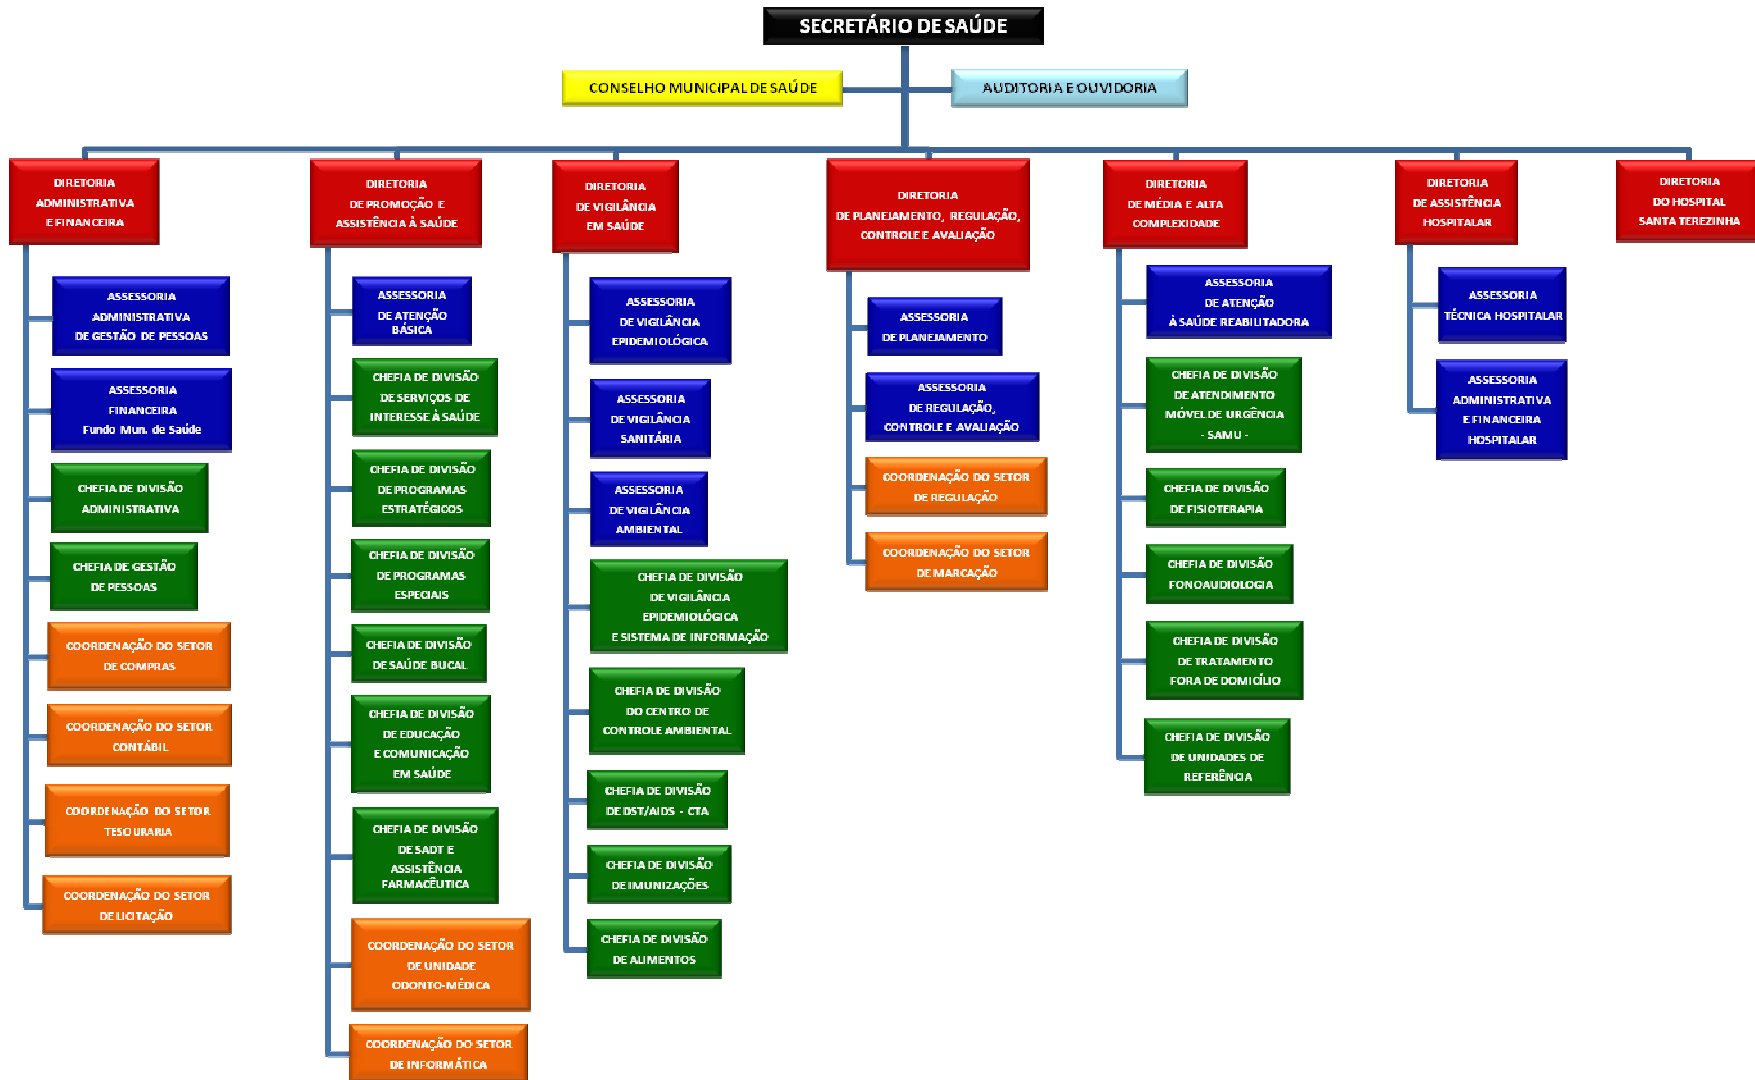 SECRETÁRIO DE SAÚDE
CONSELHO MUNICIPAL DE SAÚDE
AUDITORIA E OUVIDORIA
DIRETORIA
ADMINISTRATIVA
E FINANCEIRA
ASSESSORIA
ADMINISTRATIVA
DE GESTÃO DE PESSOAS
ASSESSORIA
FINANCEIRA
Fundo Mun. de Saúde
CHEFIA DE DIVISÃO
ADMINISTRATIVA
CHEFIA DE GESTÃO
DE PESSOAS
COORDENAÇÃO DO SETOR
DE COMPRAS
COORDENAÇÃO DO SETOR
CONTÁBIL
COORDENAÇÃO DO SETOR
TESOURARIA
COORDENAÇÃO DO SETOR
DE LICITAÇÃO
DIRETORIA
DE PROMOÇÃO E
ASSISTÊNCIA À SAÚDE
ASSESSORIA
DE ATENÇÃO
BÁSICA
CHEFIA DE DIVISÃO
DE SERVIÇOS DE
INTERESSE À SAÚDE
CHEFIA DE DIVISÃO
DE PROGRAMAS
ESTRATÉGICOS
CHEFIA DE DIVISÃO
DE PROGRAMAS
ESPECIAIS
CHEFIA DE DIVISÃO
DE SAÚDE BUCAL
CHEFIA DE DIVISÃO
DE EDUCAÇÃO
E COMUNICAÇÃO
EM SAÚDE
CHEFIA DE DIVISÃO
DE SADT E
ASSISTÊNCIA
FARMACÊUTICA
COORDENAÇÃO DO SETOR
DE UNIDADE
ODONTO-MÉDICA
COORDENAÇÃO DO SETOR
DE INFORMÁTICA
DIRETORIA
DE VIGILÂNCIA
EM SAÚDE
ASSESSORIA
DE VIGILÂNCIA
EPIDEMIOLÓGICA
ASSESSORIA
DE VIGILÂNCIA
SANITÁRIA
ASSESSORIA
DE VIGILÂNCIA
AMBIENTAL
CHEFIA DE DIVISÃO
DE VIGILÂNCIA
EPIDEMIOLÓGICA
E SISTEMA DE INFORMAÇÃO
CHEFIA DE DIVISÃO
DO CENTRO DE
CONTROLE AMBIENTAL
CHEFIA DE DIVISÃO
DE DST/AIDS - CTA
CHEFIA DE DIVISÃO
DE IMUNIZAÇÕES
CHEFIA DE DIVISÃO
DE ALIMENTOS
DIRETORIA
DE PLANEJAMENTO, REGULAÇÃO,
CONTROLE E AVALIAÇÃO
ASSESSORIA
DE PLANEJAMENTO
ASSESSORIA
DE REGULAÇÃO,
CONTROLE E AVALIAÇÃO
COORDENAÇÃO DO SETOR
DE REGULAÇÃO
COORDENAÇÃO DO SETOR
DE MARCAÇÃO
DIRETORIA
DE MÉDIA E ALTA
COMPLEXIDADE
ASSESSORIA
DE ATENÇÃO
À SAÚDE REABILITADORA
CHEFIA DE DIVISÃO
DE ATENDIMENTO
MÓVEL DE URGÊNCIA
- SAMU -
CHEFIA DE DIVISÃO
DE FISIOTERAPIA
CHEFIA DE DIVISÃO
FONOAUDIOLOGIA
CHEFIA DE DIVISÃO
DE TRATAMENTO
FORA DE DOMICÍLIO
CHEFIA DE DIVISÃO
DE UNIDADES DE
REFERÊNCIA
DIRETORIA
DE ASSISTÊNCIA
HOSPITALAR
ASSESSORIA
TÉCNICA HOSPITALAR
ASSESSORIA
ADMINISTRATIVA
E FINANCEIRA
HOSPITALAR
DIRETORIA
DO HOSPITAL
SANTA TEREZINHA